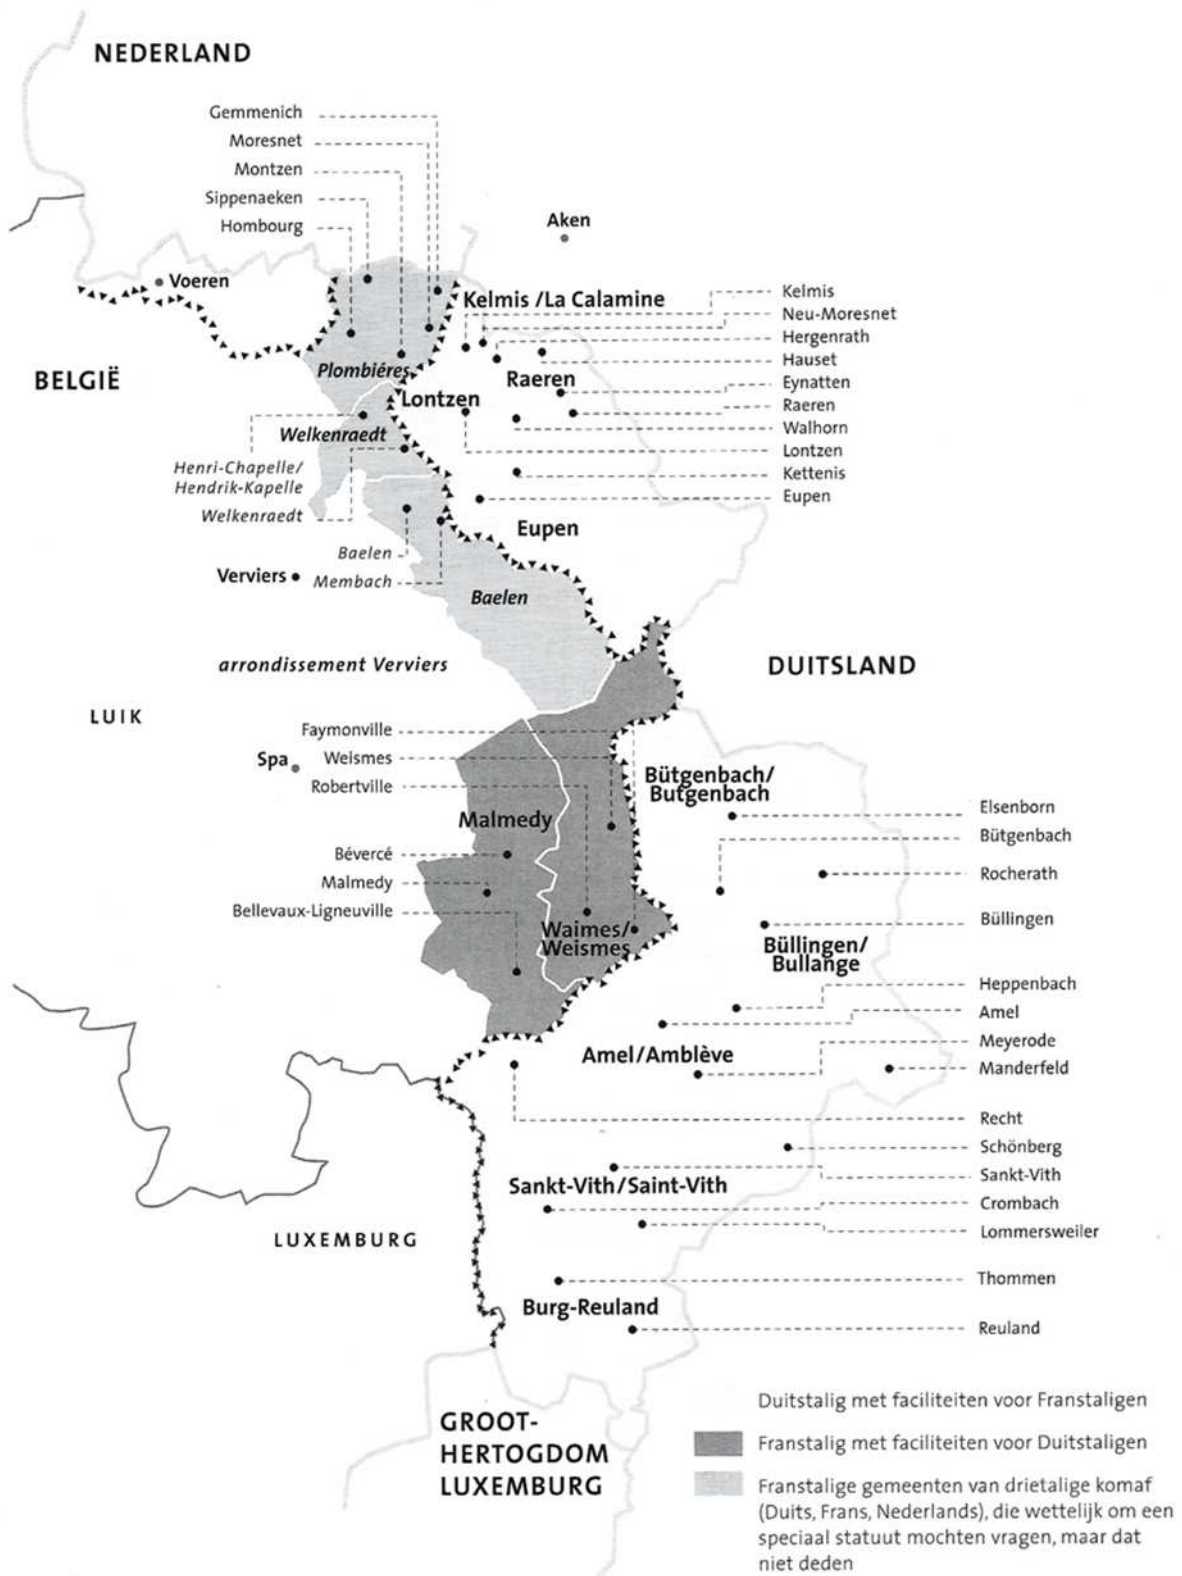 NEDERLAND
Gemmenich
Moresnet
Montzen
Sippenaeken
Hombourg
Aken
Voeren
Kelmis /La Calamine
Kelmis
Neu-Moresnet
Hergenrath
Hauset
Eynatten
Raeren
Walhorn
Lontzen
Kettenis
Eupen
BELGIË
Plombiéres
Raeren
Lontzen
Welkenraedt
Henri-Chapelle/
Hendrik-Kapelle
Welkenraedt
Eupen
Baelen
Verviers
Membach
Baelen
arrondissement Verviers
DUITSLAND
LUIK
Faymonville
Spa
Weismes
Robertville
Bütgenbach/
Butgenbach
Malmedy
Bévercé
Malmedy
Bellevaux-Ligneuville
Waimes/
Weismes
Elsenborn
Bütgenbach
Rocherath
Büllingen
Büllingen/
Bullange
Heppenbach
Amel
Amel/Amblève
Meyerode
Manderfeld
Recht
Schönberg
Sankt-Vith
Sankt-Vith/Saint-Vith
Crombach
Lommersweiler
LUXEMBURG
Thommen
Burg-Reuland
Reuland
GROOT-
HERTOGDOM
LUXEMBURG
Duitstalig met faciliteiten voor Franstaligen
Franstalig met faciliteiten voor Duitstaligen
Franstalige gemeenten van drietalige komaf
(Duits, Frans, Nederlands), die wettelijk om een
speciaal statuut mochten vragen, maar dat
niet deden